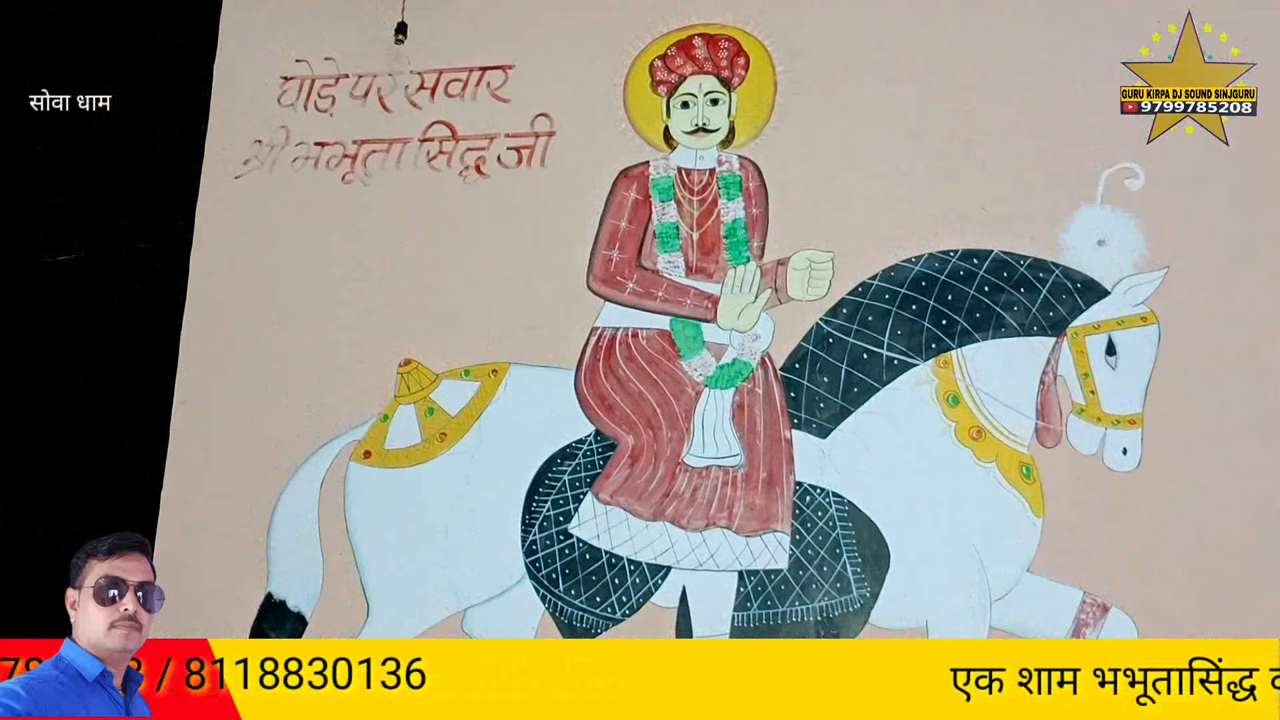 सोवा धाम
घोड़े पर सवार
श्री भभूता सिद्ध जी
GURU KIRPA DJ SOUND SINJGURU
9799785208
/ 8118830136
एक शाम भभूतासिंद्ध